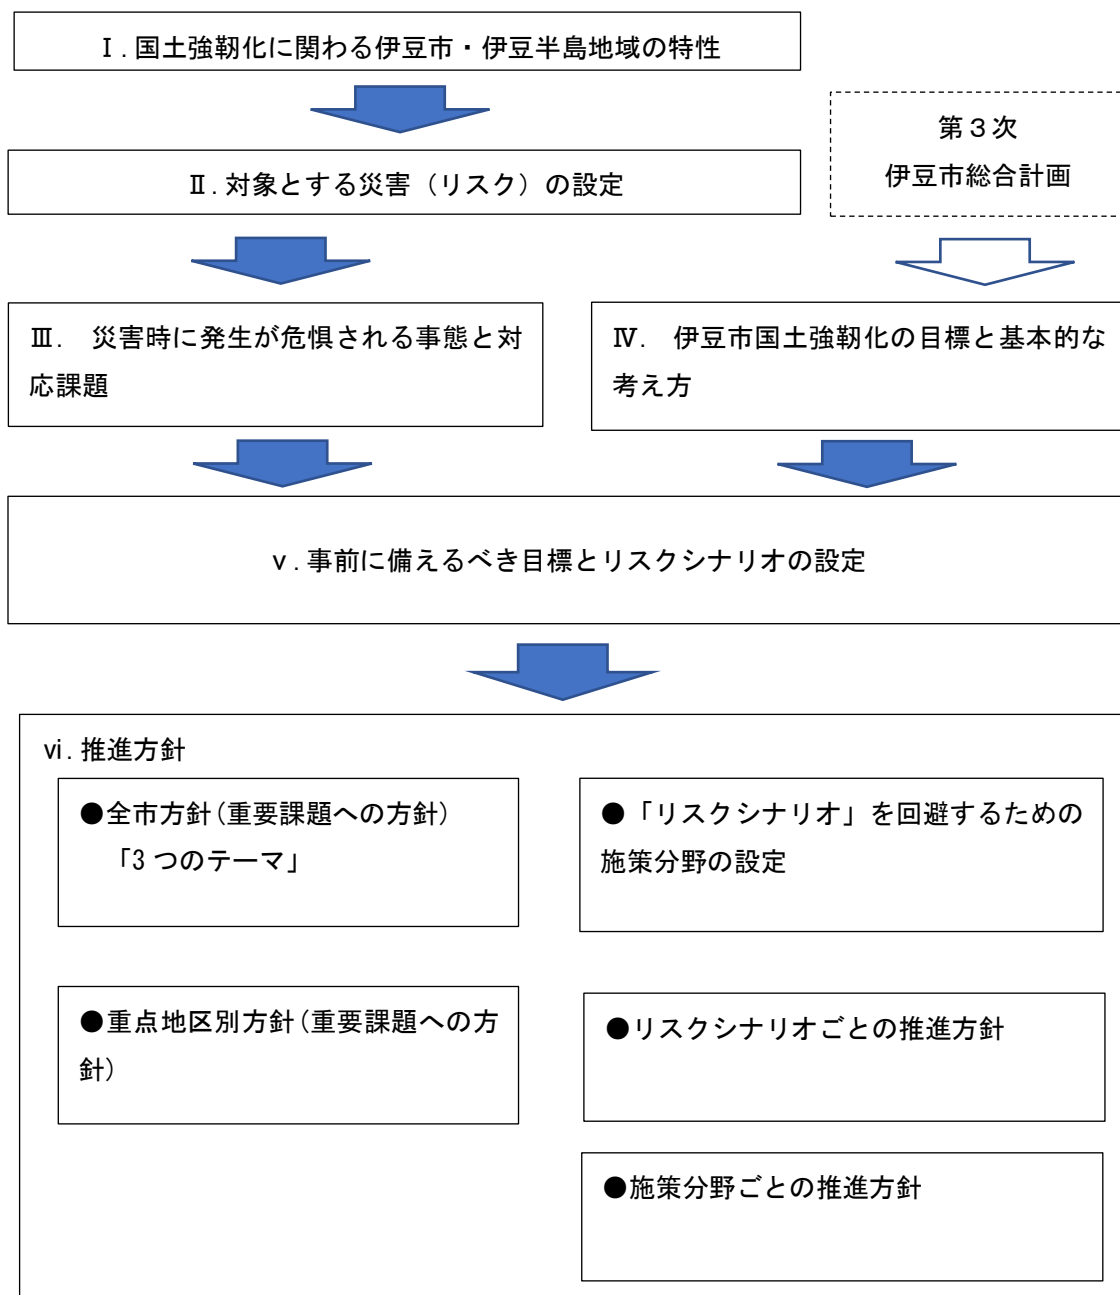 Ⅰ.国土強靭化に関わる伊豆市・伊豆半島地域の特性
第３次
伊豆市総合計画
Ⅱ.対象とする災害（リスク）の設定
Ⅲ.　災害時に発生が危惧される事態と対
応課題
Ⅳ.　伊豆市国土強靭化の目標と基本的な
考え方
ⅴ.事前に備えるべき目標とリスクシナリオの設定
ⅵ.推進方針
●全市方針(重要課題への方針)
「3 つのテーマ」
●「リスクシナリオ」を回避するための
施策分野の設定
●重点地区別方針(重要課題への方
針)
●リスクシナリオごとの推進方針
●施策分野ごとの推進方針